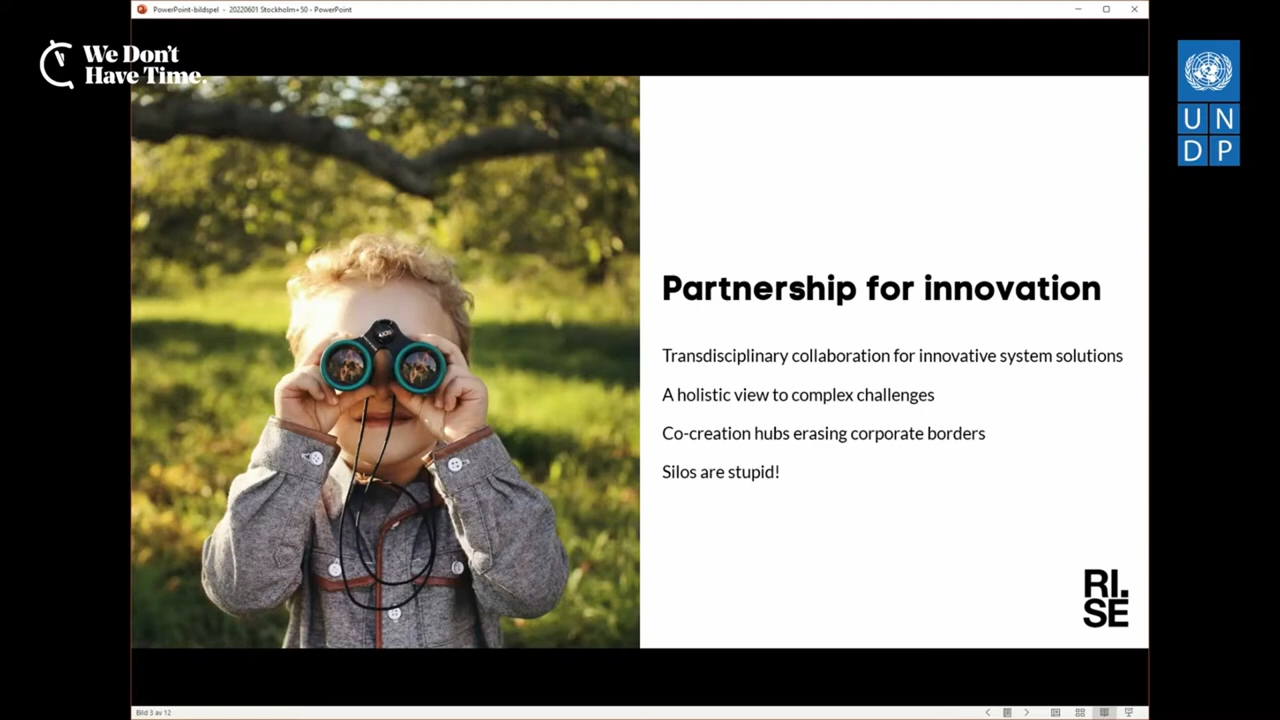 PowerPoint-bildspel - 20220601 Stockholm+50 - PowerPoint
We Don't
Have Time.
UN
DP
Partnership for innovation
Transdisciplinary collaboration for innovative system solutions
A holistic view to complex challenges
Co-creation hubs erasing corporate borders
Silos are stupid!
RI.
SE
Bild 3 av 12